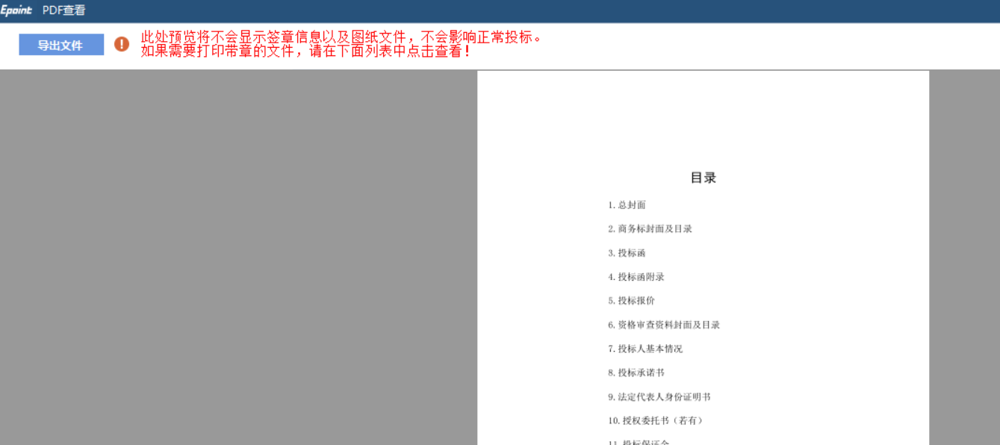 Epoint PDF查看
导出文件
此处预览将不会显示签章信息以及图纸文件，不会影响正常投标。
如果需要打印带章的文件，请在下面列表中点击查看！
目录
1. 总封面
2. 商务标封面及目录
3. 投标函
4. 投标函附录
5. 投标报价
6. 资格审查资料封面及目录
7. 投标人基本情况
8. 投标承诺书
9. 法定代表人身份证明书
10. 授权委托书（若有）
11. 投标保证金